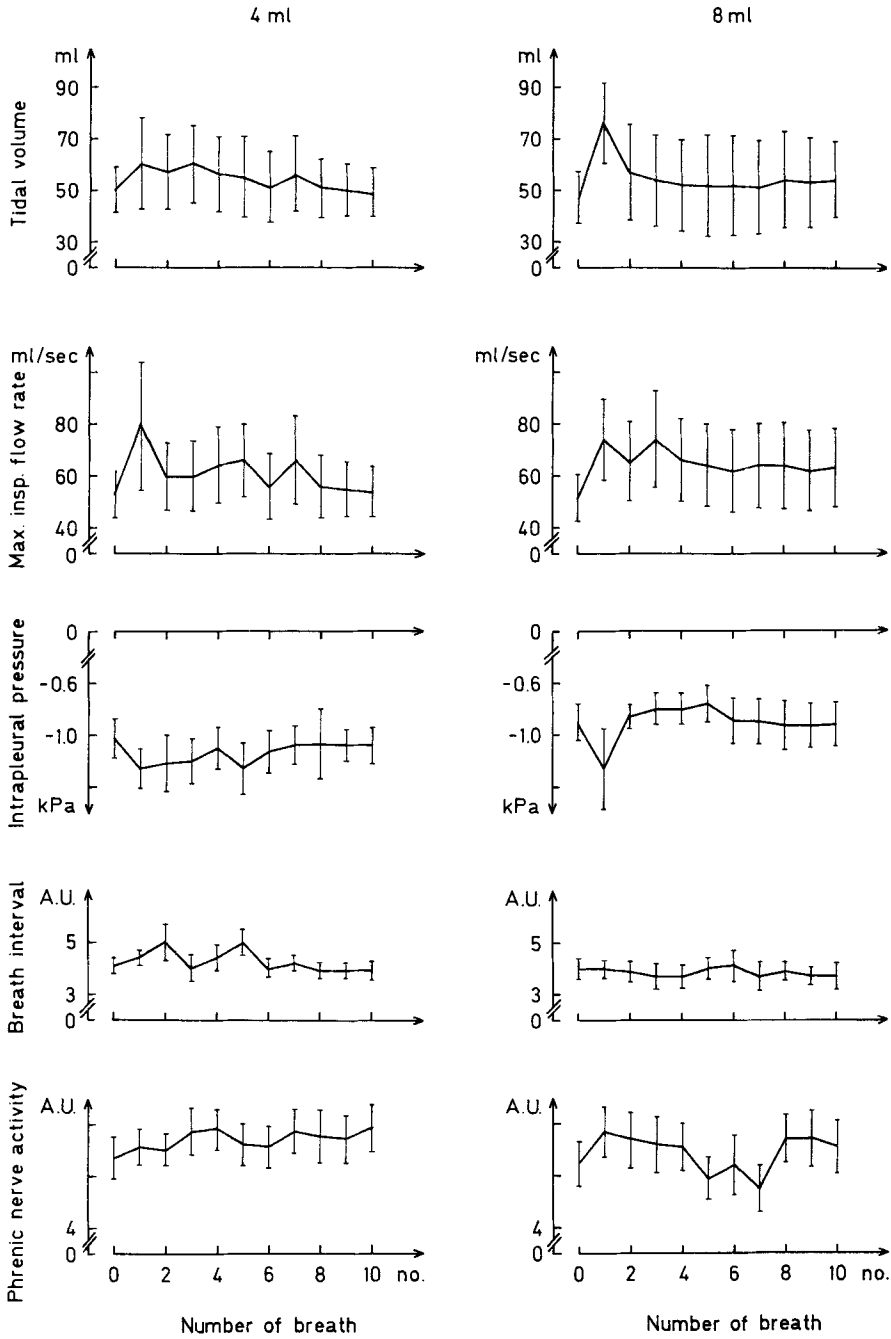 4 ml
8 ml
Tidal volume
ml
90
70
50
30
0
ml
90
70
50
30
0
Max. insp. flow rate
ml/sec
80
60
40
0
ml/sec
80
60
40
0
Intrapleural pressure
0
-0.6
-1.0
kPa
0
-0.6
-1.0
kPa
Breath interval
A.U.
5
3
0
A.U.
5
3
0
Phrenic nerve activity
A.U.
4
0
A.U.
4
0
0 2 4 6 8 10 no.
0 2 4 6 8 10 no.
Number of breath
Number of breath